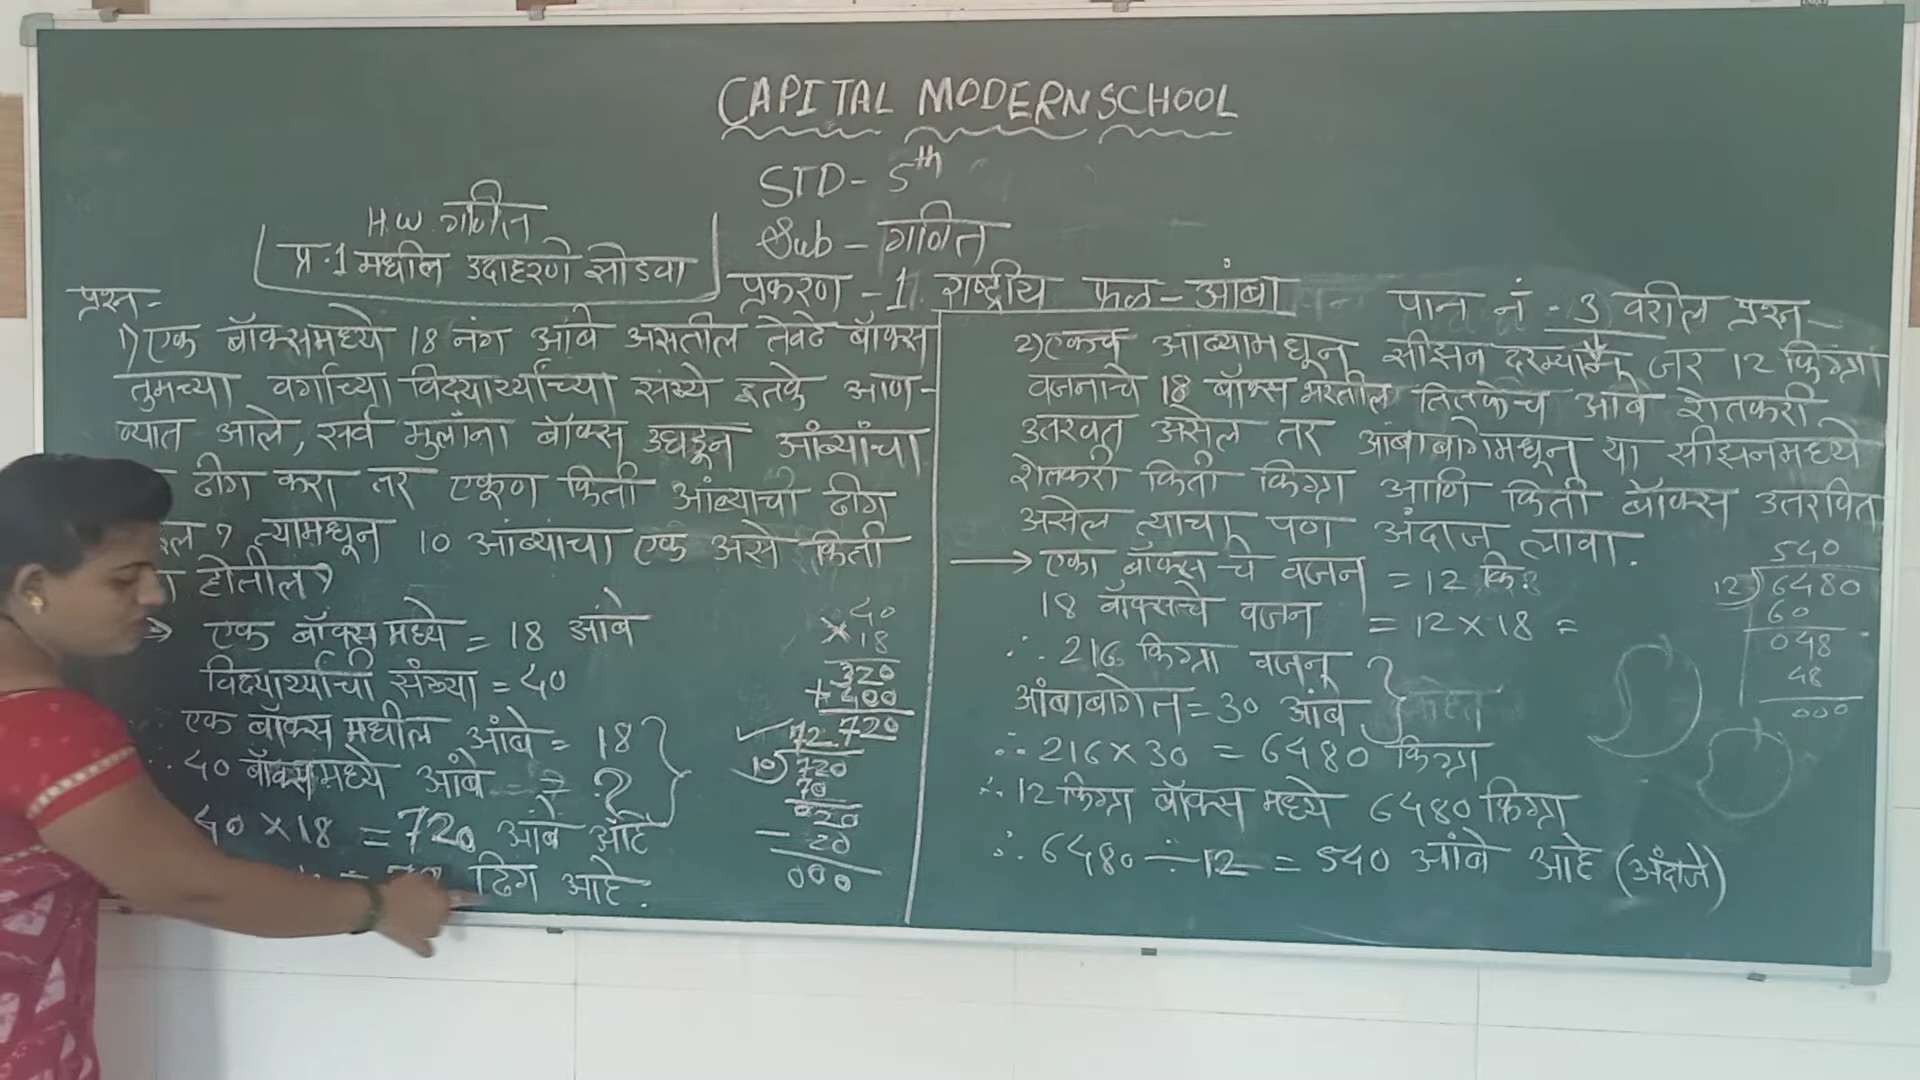 CAPITAL MODERN SCHOOL
STD- 5th
Sub - गणित
H.W. गणित
प्र.1 मधील उदाहरणे सोडवा
प्रकरण -1. राष्ट्रीय फळ-आंबा
पान नं - 3 वरील प्रश्न-
प्रश्न-
1) एक बॉक्समध्ये 18 नंग आंबे असतील तेवढे बॉक्स
तुमच्या वर्गाच्या विद्यार्थ्यांच्या संख्ये इतके आण-
ण्यात आले, सर्व मुलांना बॉक्स उघडून आंब्यांचा
ढीग करा तर एकूण किती आंब्याची ढीग
त्यामधून 10 आंब्यांचा एक असे किती
होतील?
→ एक बॉक्स मध्ये = 18 आंबे
विद्यार्थ्यांची संख्या = 40
एक बॉक्स मधील आंबे = 18
∴ 40 बॉक्समध्ये आंबे = ?
40 × 18 = 720 आंबे आहे
ढिग आहे.
40
× 18
320
+ 400
720
72
10) 720
70
020
- 20
000
2) एकच आंब्यामधून सीझन दरम्यान जर 12 किग्रा
वजनाचे 18 बॉक्स भरतील तितकेच आंबे शेतकरी
उतरवत असेल तर आंबाबागेमधून या सीझनमध्ये
शेतकरी किती किग्रा आणि किती बॉक्स उतरवित
असेल त्याचा पण अंदाज लावा.
→ एका बॉक्स चे वजन = 12 कि.
18 बॉक्सचे वजन = 12 × 18 =
∴ 216 किग्रा वजन
आंबाबागेत = 30 आंबे
∴ 216 × 30 = 6480 किग्रा
∴ 12 किग्रा बॉक्स मध्ये 6480 किग्रा
∴ 6480 ÷ 12 = 540 आंबे आहे (अंदाजे)
540
12) 6480
60
048
48
000